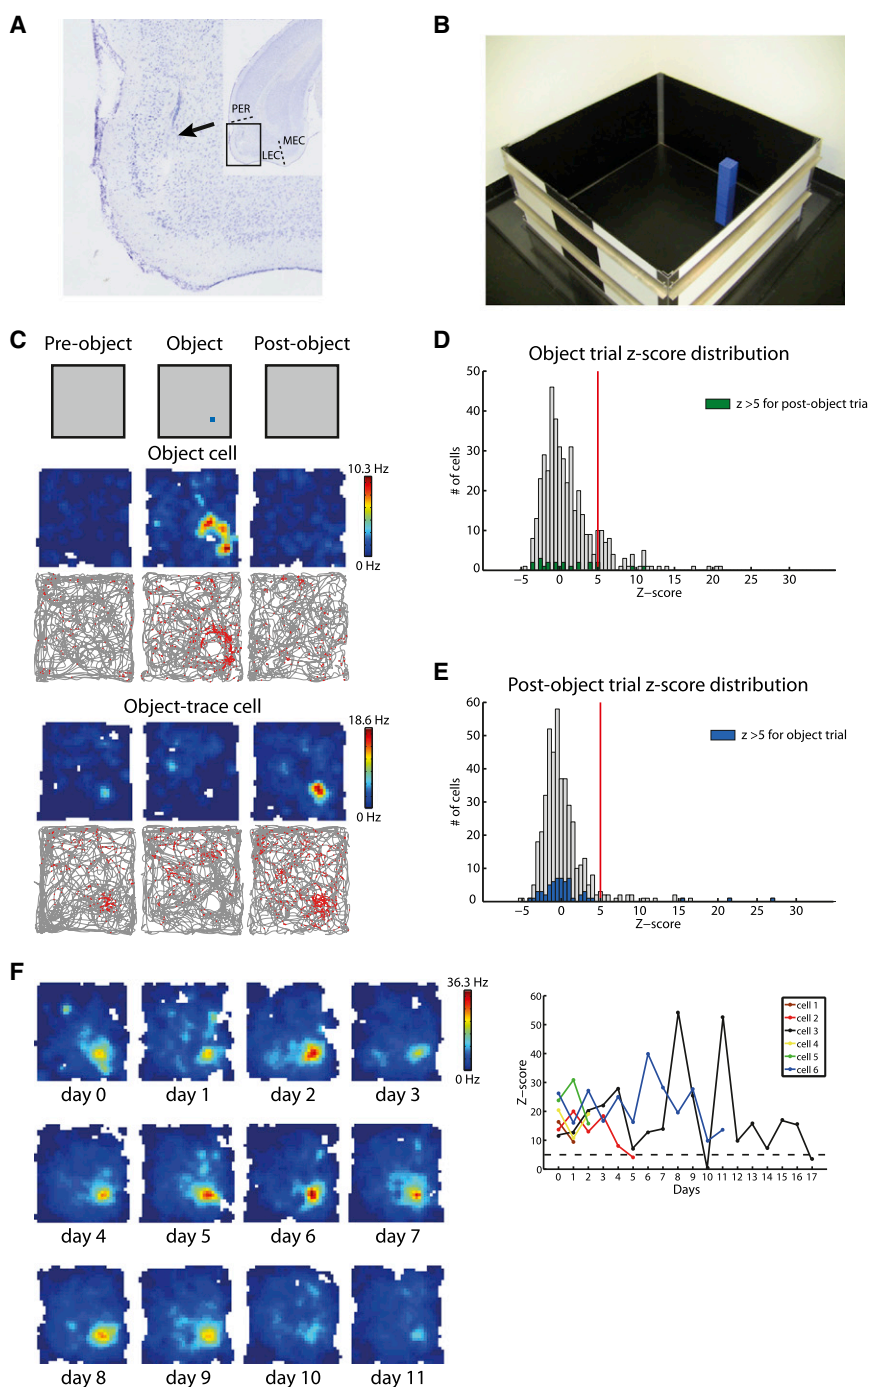 A
PER
MEC
LEC
B
C
Pre-object Object Post-object
Object cell
10.3 Hz
0 Hz
Object-trace cell
18.6 Hz
0 Hz
D
Object trial z-score distribution
z >5 for post-object tria
# of cells
50
40
30
20
10
0
−5 0 5 10 15 20 25 30
Z−score
E
Post-object trial z-score distribution
z >5 for object trial
# of cells
60
50
40
30
20
10
0
−5 0 5 10 15 20 25 30
Z−score
F
36.3 Hz
0 Hz
day 0 day 1 day 2 day 3
day 4 day 5 day 6 day 7
day 8 day 9 day 10 day 11
Z−score
60
50
40
30
20
10
0
0 1 2 3 4 5 6 7 8 9 10 11 12 13 14 15 16 17
Days
cell 1
cell 2
cell 3
cell 4
cell 5
cell 6